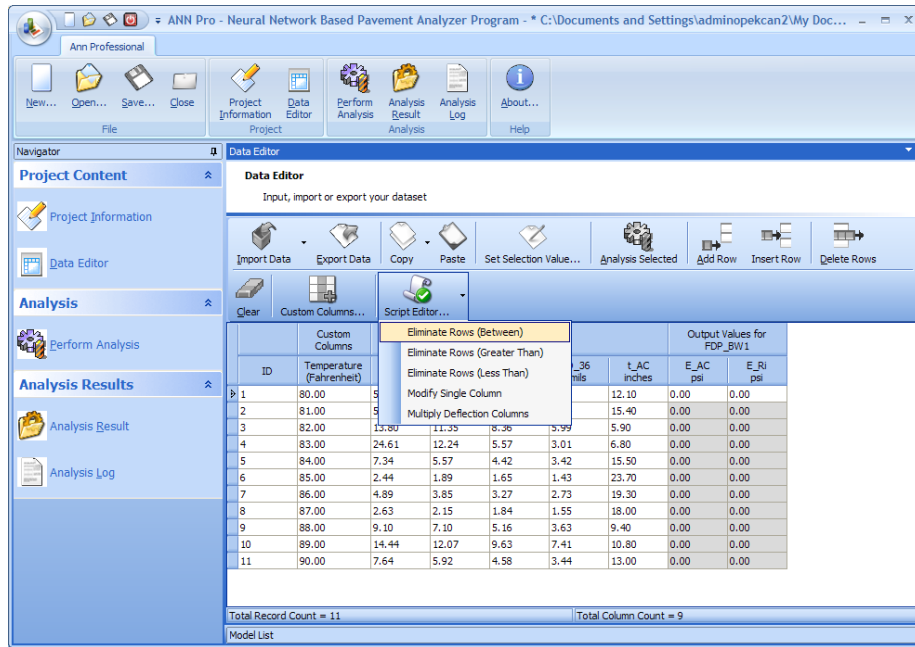 ANN Pro - Neural Network Based Pavement Analyzer Program - * C:\Documents and Settings\adminopekcan2\My Doc...
Ann Professional
New... Open... Save... Close Project Information Data Editor Perform Analysis Analysis Result Analysis Log About...
File Project Analysis Help
Navigator
Project Content
Project Information
Data Editor
Analysis
Perform Analysis
Analysis Results
Analysis Result
Analysis Log
Data Editor
Data Editor
Input, import or export your dataset
Import Data Export Data Copy Paste Set Selection Value... Analysis Selected Add Row Insert Row Delete Rows
Clear Custom Columns... Script Editor...
Eliminate Rows (Between)
Eliminate Rows (Greater Than)
Eliminate Rows (Less Than)
Modify Single Column
Multiply Deflection Columns
Custom Columns Output Values for FDP_BW1
ID Temperature (Fahrenheit) _36 mils t_AC inches E_AC psi E_Ri psi
1 80.00 5 12.10 0.00 0.00
2 81.00 5 15.40 0.00 0.00
3 82.00 13.80 11.35 8.36 5.99 5.90 0.00 0.00
4 83.00 24.61 12.24 5.57 3.01 6.80 0.00 0.00
5 84.00 7.34 5.57 4.42 3.42 15.50 0.00 0.00
6 85.00 2.44 1.89 1.65 1.43 23.70 0.00 0.00
7 86.00 4.89 3.85 3.27 2.73 19.30 0.00 0.00
8 87.00 2.63 2.15 1.84 1.55 18.00 0.00 0.00
9 88.00 9.10 7.10 5.16 3.63 9.40 0.00 0.00
10 89.00 14.44 12.07 9.63 7.41 10.80 0.00 0.00
11 90.00 7.64 5.92 4.58 3.44 13.00 0.00 0.00
Total Record Count = 11 Total Column Count = 9
Model List